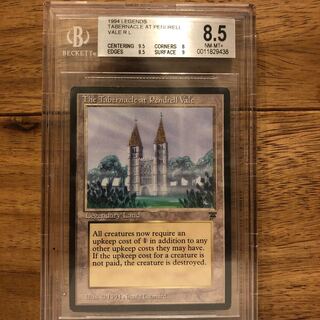 BECKETT
1994 LEGENDS
TABERNACLE AT PENDRELL
VALE R L
CENTERING 9.5 CORNERS 8
EDGES 8.5 SURFACE 9
8.5
NM-MT+
0011829438
The Tabernacle at Pendrell Vale
Legendary Land
All creatures now require an
upkeep cost of 1 in addition to any
other upkeep costs they may have.
If the upkeep cost for a creature is
not paid, the creature is destroyed.
Illus. © 1994